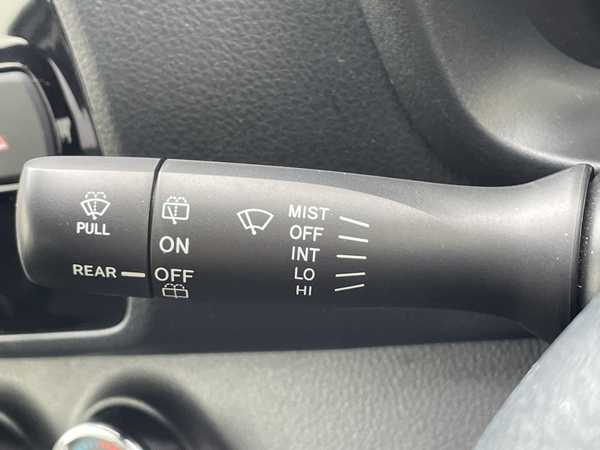 PULL
REAR
ON
OFF
MIST
OFF
INT
LO
HI